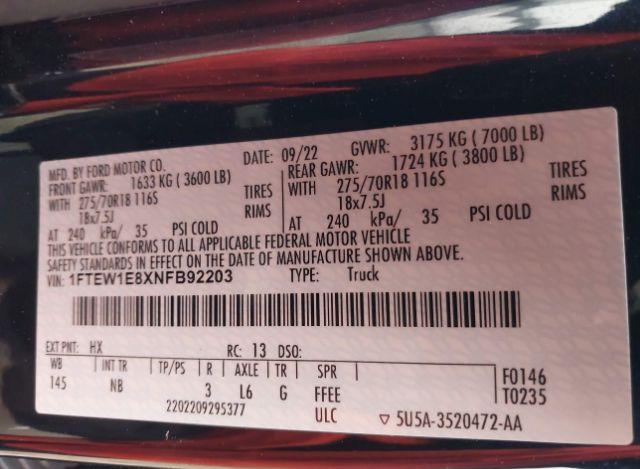 MFD. BY FORD MOTOR CO. DATE: 09/22 GVWR: 3175 KG ( 7000 LB)
FRONT GAWR: 1633 KG ( 3600 LB) REAR GAWR: 1724 KG ( 3800 LB)
WITH 275/70R18 116S TIRES WITH 275/70R18 116S TIRES
18x7.5J RIMS 18x7.5J RIMS
AT 240 kPa/ 35 PSI COLD AT 240 kPa/ 35 PSI COLD
THIS VEHICLE CONFORMS TO ALL APPLICABLE FEDERAL MOTOR VEHICLE
SAFETY STANDARDS IN EFFECT ON THE DATE OF MANUFACTURE SHOWN ABOVE.
VIN: 1FTEW1E8XNFB92203 TYPE: Truck
EXT PNT: HX RC: 13 DSO:
WB INT TR TP/PS R AXLE TR SPR
145 NB 3 L6 G FFEE
F0146
T0235
2202209295377 ULC ▽ 5U5A-3520472-AA